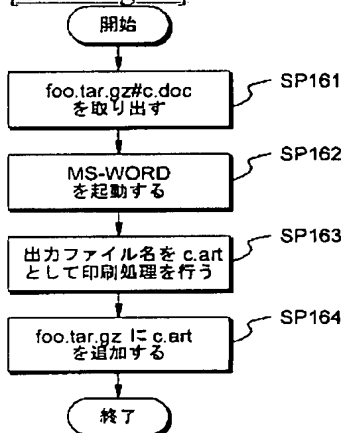 開始
foo.tar.gz#c.doc
を取り出す
SP161
MS-WORD
を起動する
SP162
出力ファイル名を c.art
として印刷処理を行う
SP163
foo.tar.gz に c.art
を追加する
SP164
終了